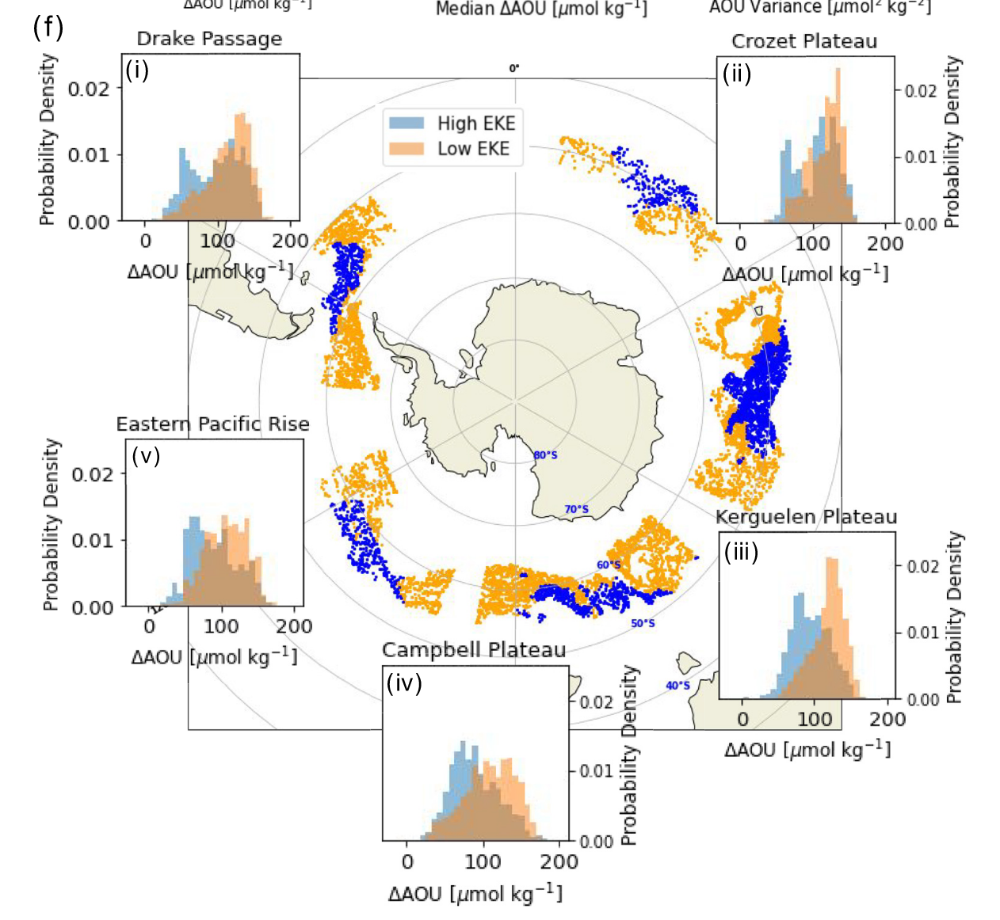 ΔAOU [μmol kg⁻¹]
Median ΔAOU [μmol kg⁻¹]
AOU Variance [μmol² kg⁻²]
(f)
Drake Passage
(i)
Probability Density
0.02
0.01
0.00
0 100 200
ΔAOU [μmol kg⁻¹]
0°
High EKE
Low EKE
Crozet Plateau
(ii)
0.02
0.01
0.00
Probability Density
0 100 200
ΔAOU [μmol kg⁻¹]
80°S
70°S
60°S
50°S
40°S
Eastern Pacific Rise
(v)
Probability Density
0.02
0.01
0.00
0 100 200
ΔAOU [μmol kg⁻¹]
Kerguelen Plateau
(iii)
0.02
0.01
0.00
Probability Density
0 100 200
ΔAOU [μmol kg⁻¹]
Campbell Plateau
(iv)
0.02
0.01
0.00
Probability Density
0 100 200
ΔAOU [μmol kg⁻¹]